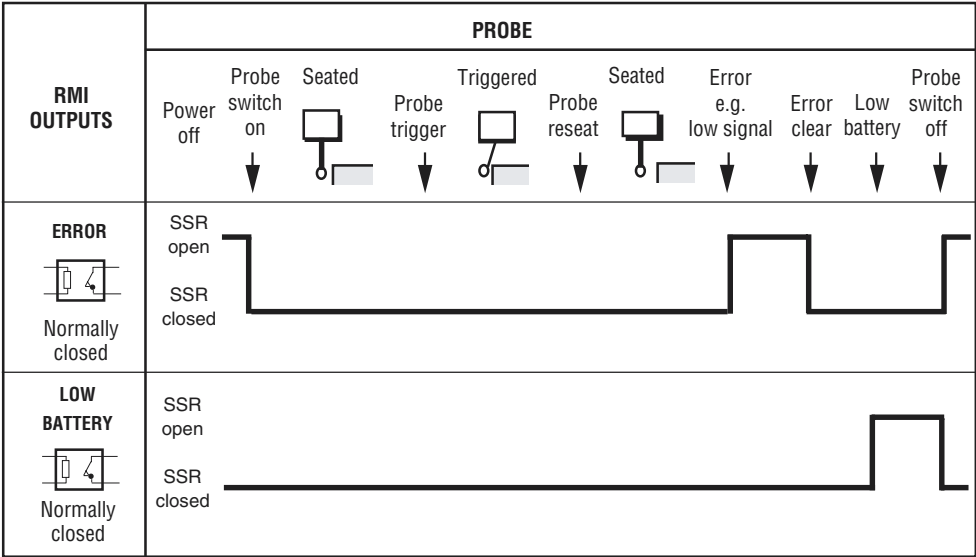 RMI
OUTPUTS
PROBE
Power
off
Probe
switch
on
Seated
Probe
trigger
Triggered
Probe
reseat
Seated
Error
e.g.
low signal
Error
clear
Low
battery
Probe
switch
off
ERROR
Normally
closed
SSR
open
SSR
closed
LOW
BATTERY
Normally
closed
SSR
open
SSR
closed